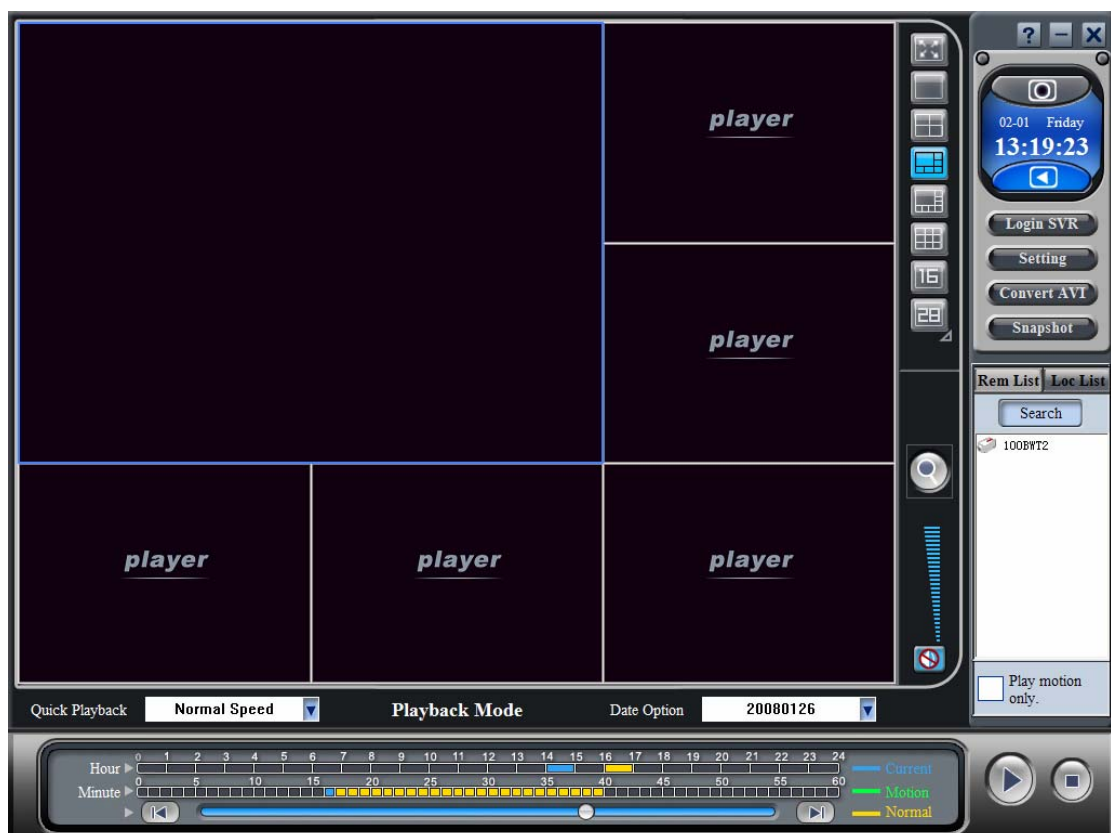 ?
player
02-01 Friday
13:19:23
Login SVR
Setting
16
Convert AVI
28
Snapshot
player
Rem List Loc List
Search
100BWT2
player player player
Play motion
only.
Quick Playback Normal Speed Playback Mode Date Option 20080126
0 1 2 3 4 5 6 7 8 9 10 11 12 13 14 15 16 17 18 19 20 21 22 23 24
Hour Current
0 5 10 15 20 25 30 35 40 45 50 55 60
Minute Motion
Normal